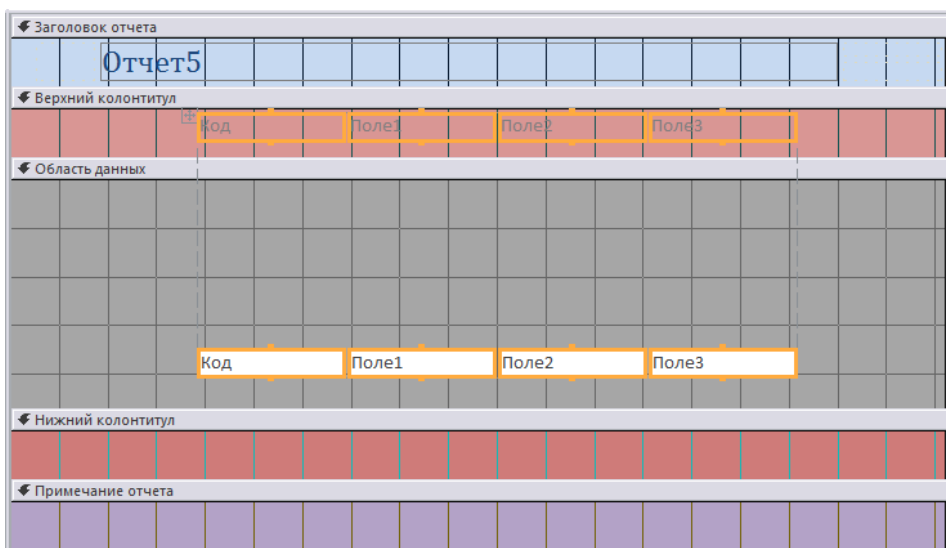 Заголовок отчета
Отчет5
Верхний колонтитул
Код Поле1 Поле2 Поле3
Область данных
Код Поле1 Поле2 Поле3
Нижний колонтитул
Примечание отчета